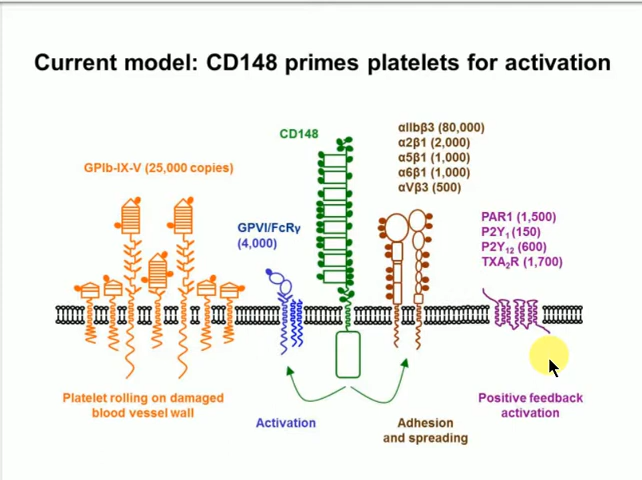 Current model: CD148 primes platelets for activation
GPIb-IX-V (25,000 copies)
GPVI/FcRγ
(4,000)
CD148
αIIbβ3 (80,000)
α2β1 (2,000)
α5β1 (1,000)
α6β1 (1,000)
αVβ3 (500)
PAR1 (1,500)
P2Y₁ (150)
P2Y₁₂ (600)
TXA₂R (1,700)
Platelet rolling on damaged
blood vessel wall
Activation
Adhesion
and spreading
Positive feedback
activation